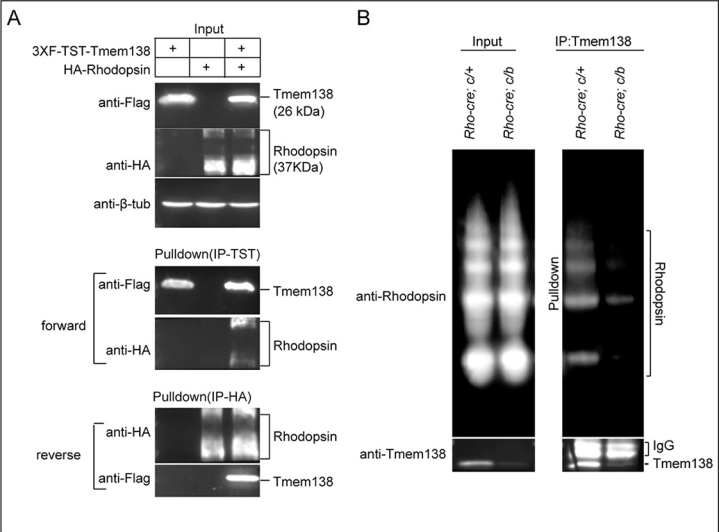 A
Input
3XF-TST-Tmem138 + +
HA-Rhodopsin + +
anti-Flag
Tmem138
(26 kDa)
anti-HA
Rhodopsin
(37KDa)
anti-β-tub
Pulldown(IP-TST)
forward
anti-Flag
Tmem138
anti-HA
Rhodopsin
Pulldown(IP-HA)
reverse
anti-HA
Rhodopsin
anti-Flag
Tmem138
B
Input
IP:Tmem138
Rho-cre; c/+
Rho-cre; c/b
Rho-cre; c/+
Rho-cre; c/b
anti-Rhodopsin
Pulldown
Rhodopsin
anti-Tmem138
IgG
Tmem138